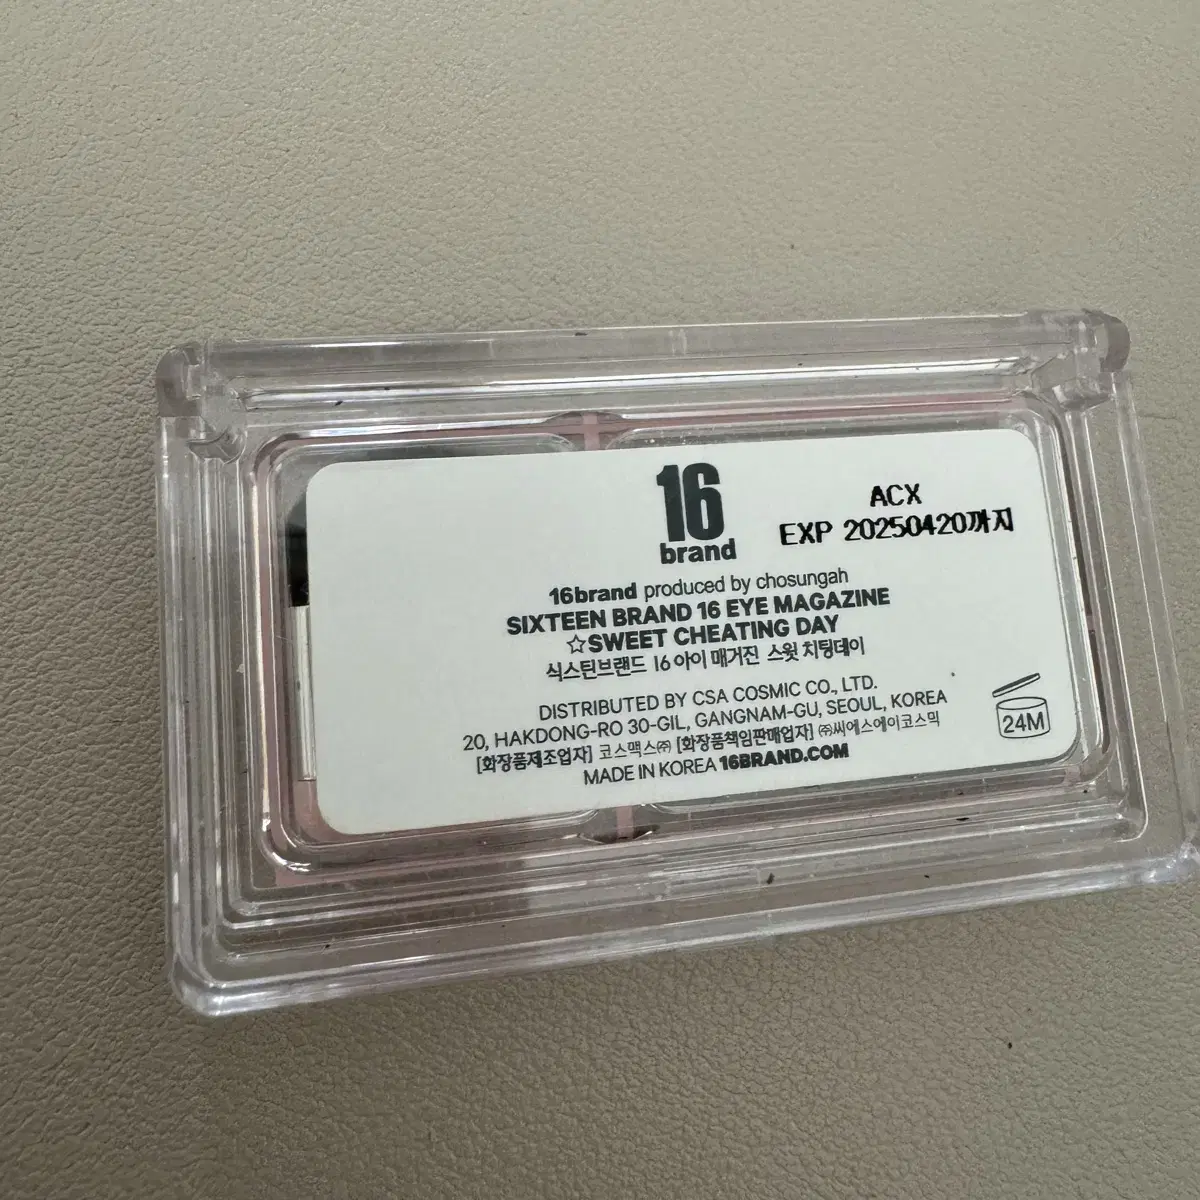 16
brand
ACX
EXP 20250420까지
16brand produced by chosungah
SIXTEEN BRAND 16 EYE MAGAZINE
☆SWEET CHEATING DAY
식스틴브랜드 16 아이 매거진 스윗 치팅데이
DISTRIBUTED BY CSA COSMIC CO., LTD.
20, HAKDONG-RO 30-GIL, GANGNAM-GU, SEOUL, KOREA
[화장품제조업자] 코스맥스㈜ [화장품책임판매업자] ㈜씨에스에이코스믹
MADE IN KOREA 16BRAND.COM
24M